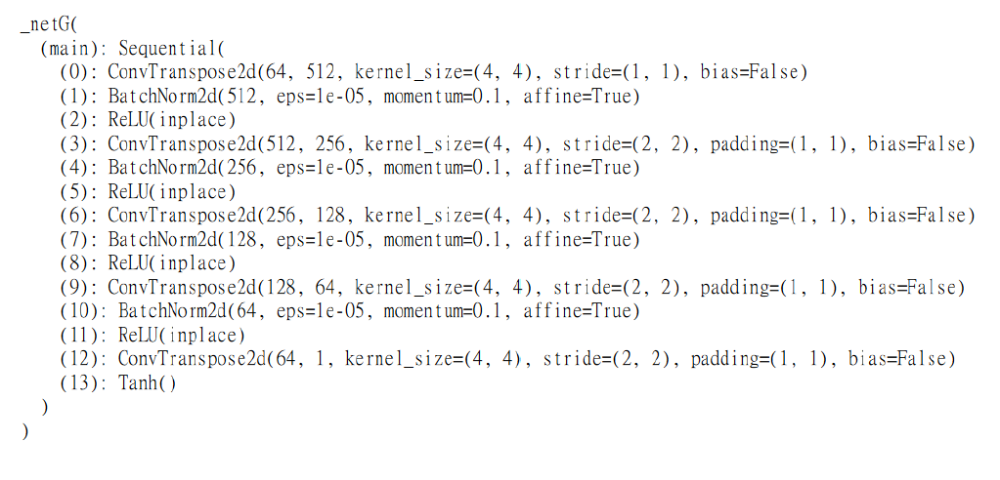 _netG(
  (main): Sequential(
    (0): ConvTranspose2d(64, 512, kernel_size=(4, 4), stride=(1, 1), bias=False)
    (1): BatchNorm2d(512, eps=1e-05, momentum=0.1, affine=True)
    (2): ReLU(inplace)
    (3): ConvTranspose2d(512, 256, kernel_size=(4, 4), stride=(2, 2), padding=(1, 1), bias=False)
    (4): BatchNorm2d(256, eps=1e-05, momentum=0.1, affine=True)
    (5): ReLU(inplace)
    (6): ConvTranspose2d(256, 128, kernel_size=(4, 4), stride=(2, 2), padding=(1, 1), bias=False)
    (7): BatchNorm2d(128, eps=1e-05, momentum=0.1, affine=True)
    (8): ReLU(inplace)
    (9): ConvTranspose2d(128, 64, kernel_size=(4, 4), stride=(2, 2), padding=(1, 1), bias=False)
    (10): BatchNorm2d(64, eps=1e-05, momentum=0.1, affine=True)
    (11): ReLU(inplace)
    (12): ConvTranspose2d(64, 1, kernel_size=(4, 4), stride=(2, 2), padding=(1, 1), bias=False)
    (13): Tanh()
  )
)